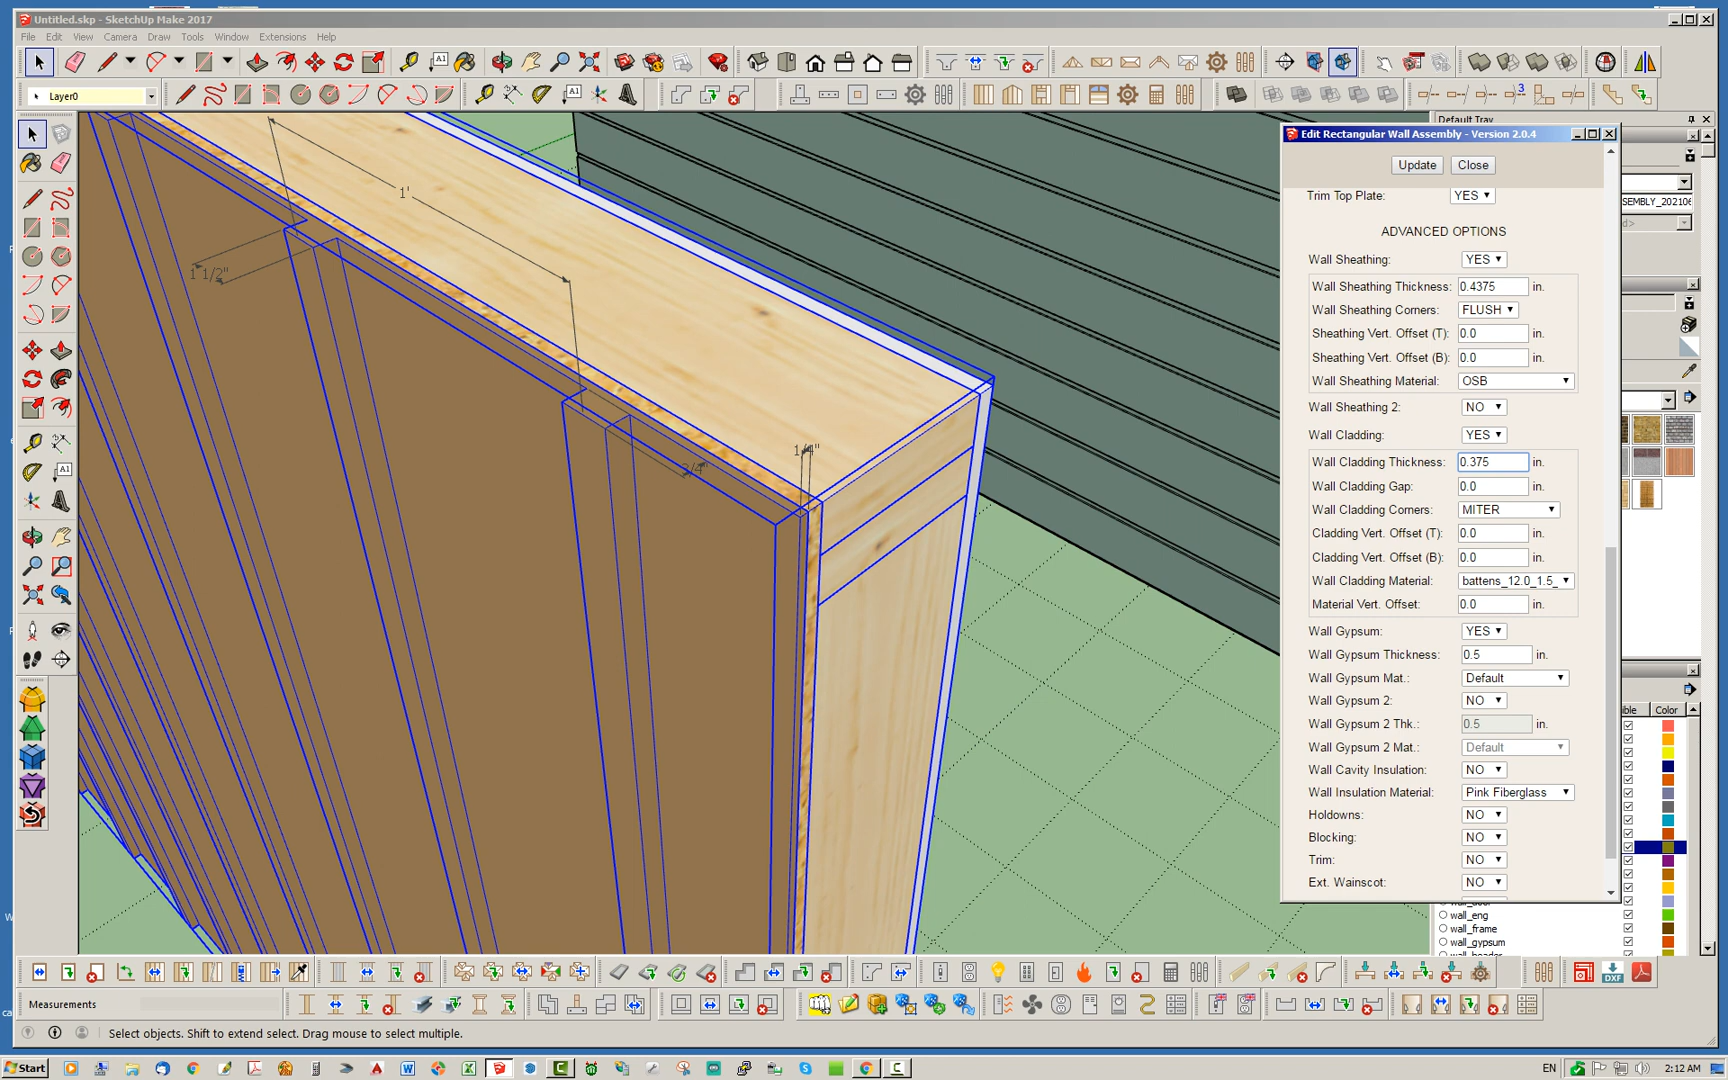 Untitled.skp - SketchUp Make 2017
File Edit View Camera Draw Tools Window Extensions Help
Layer0
Default Tray
Edit Rectangular Wall Assembly - Version 2.0.4
Update Close
Trim Top Plate: YES
ADVANCED OPTIONS
Wall Sheathing: YES
Wall Sheathing Thickness: 0.4375 in.
Wall Sheathing Corners: FLUSH
Sheathing Vert. Offset (T): 0.0 in.
Sheathing Vert. Offset (B): 0.0 in.
Wall Sheathing Material: OSB
Wall Sheathing 2: NO
Wall Cladding: YES
Wall Cladding Thickness: 0.375 in.
Wall Cladding Gap: 0.0 in.
Wall Cladding Corners: MITER
Cladding Vert. Offset (T): 0.0 in.
Cladding Vert. Offset (B): 0.0 in.
Wall Cladding Material: battens_12.0_1.5_
Material Vert. Offset: 0.0 in.
Wall Gypsum: YES
Wall Gypsum Thickness: 0.5 in.
Wall Gypsum Mat.: Default
Wall Gypsum 2: NO
Wall Gypsum 2 Thk.: 0.5 in.
Wall Gypsum 2 Mat.: Default
Wall Cavity Insulation: NO
Wall Insulation Material: Pink Fiberglass
Holdowns: NO
Blocking: NO
Trim: NO
Ext. Wainscot: NO
1'
1 1/2"
3/4"
1/4"
SEMBLY_20210
Color
wall_eng
wall_frame
wall_gypsum
Measurements
Select objects. Shift to extend select. Drag mouse to select multiple.
Start
EN
2:12 AM